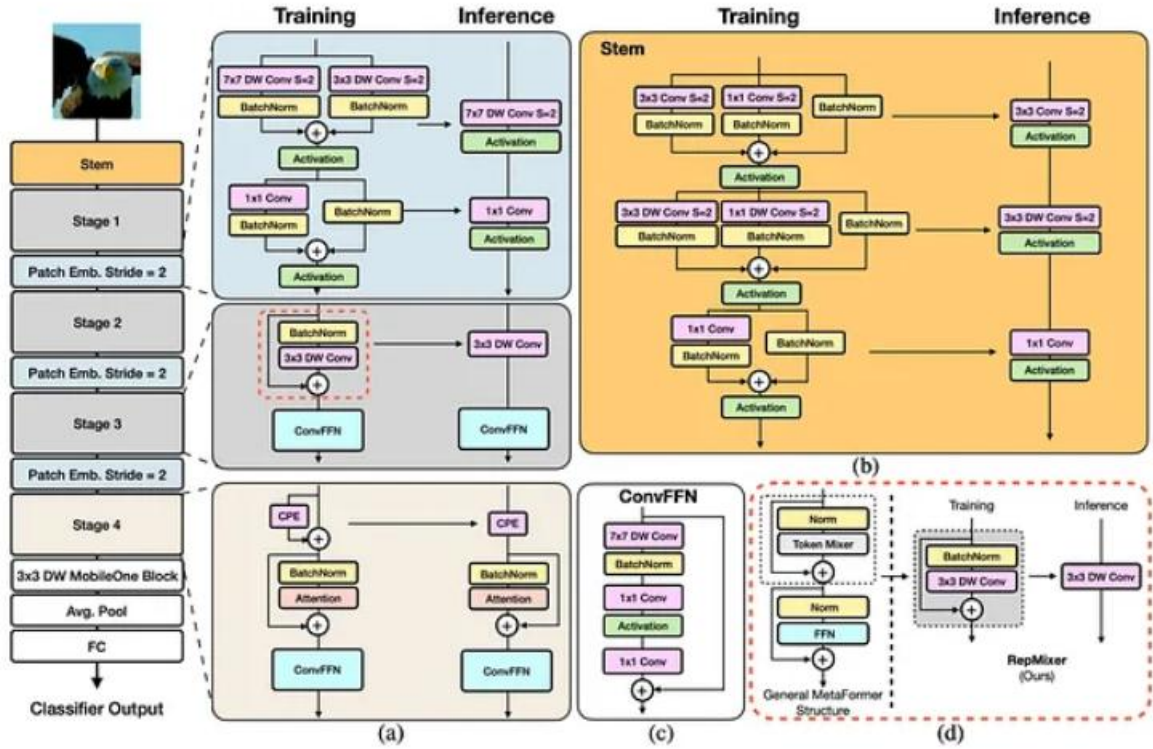 Training
Inference
Training
Inference
Stem
Stage 1
Patch Emb. Stride = 2
Stage 2
Patch Emb. Stride = 2
Stage 3
Patch Emb. Stride = 2
Stage 4
3x3 DW MobileOne Block
Avg. Pool
FC
Classifier Output
7x7 DW Conv S=2
3x3 DW Conv S=2
BatchNorm
BatchNorm
+
Activation
1x1 Conv
BatchNorm
BatchNorm
+
Activation
7x7 DW Conv S=2
Activation
1x1 Conv
Activation
BatchNorm
3x3 DW Conv
+
ConvFFN
3x3 DW Conv
ConvFFN
CPE
+
BatchNorm
Attention
+
ConvFFN
CPE
BatchNorm
Attention
+
ConvFFN
(a)
Stem
3x3 Conv S=2
1x1 Conv S=2
BatchNorm
BatchNorm
BatchNorm
+
Activation
3x3 DW Conv S=2
1x1 DW Conv S=2
BatchNorm
BatchNorm
BatchNorm
+
Activation
1x1 Conv
BatchNorm
BatchNorm
+
Activation
3x3 Conv S=2
Activation
3x3 DW Conv S=2
Activation
1x1 Conv
Activation
(b)
ConvFFN
7x7 DW Conv
BatchNorm
1x1 Conv
Activation
1x1 Conv
+
(c)
Norm
Token Mixer
+
Norm
FFN
+
General MetaFormer
Structure
Training
Inference
BatchNorm
3x3 DW Conv
+
3x3 DW Conv
RepMixer
(Ours)
(d)